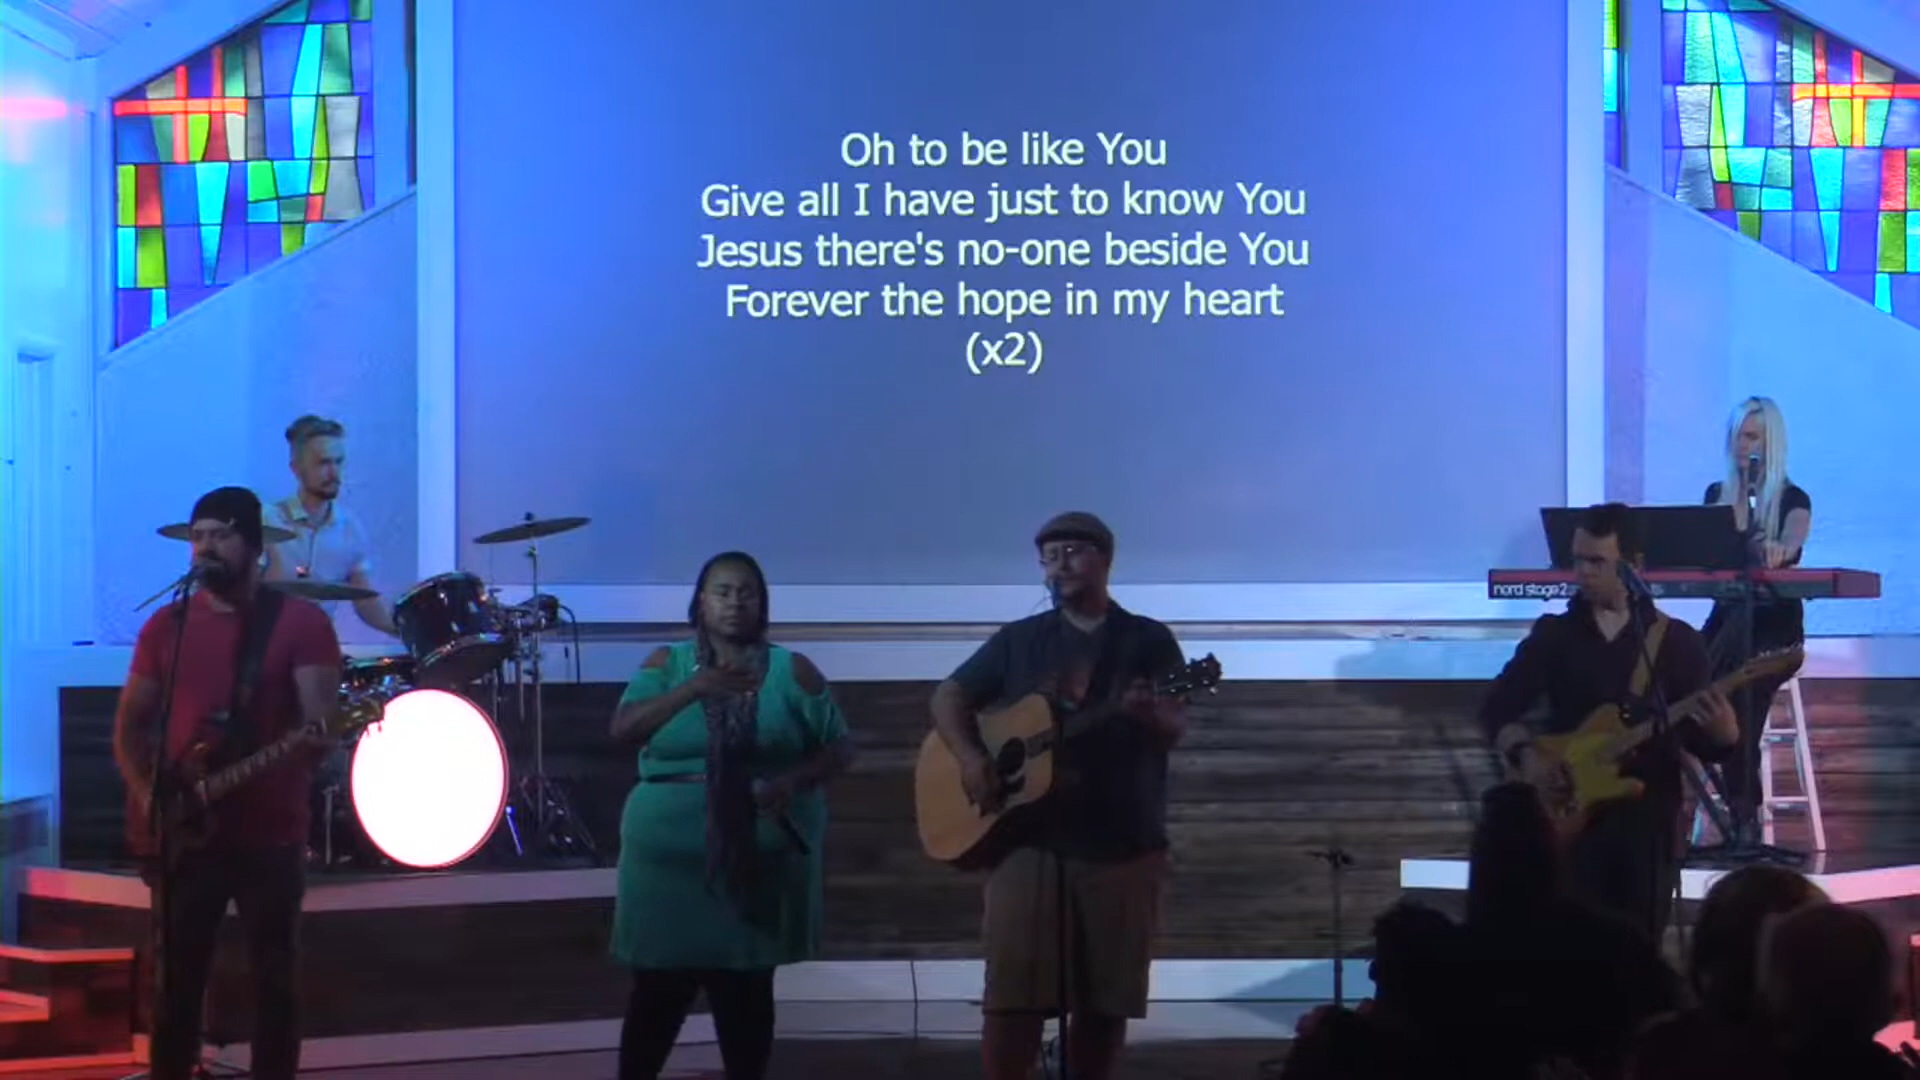 Oh to be like You
Give all I have just to know You
Jesus there's no-one beside You
Forever the hope in my heart
(x2)
nord stage 2